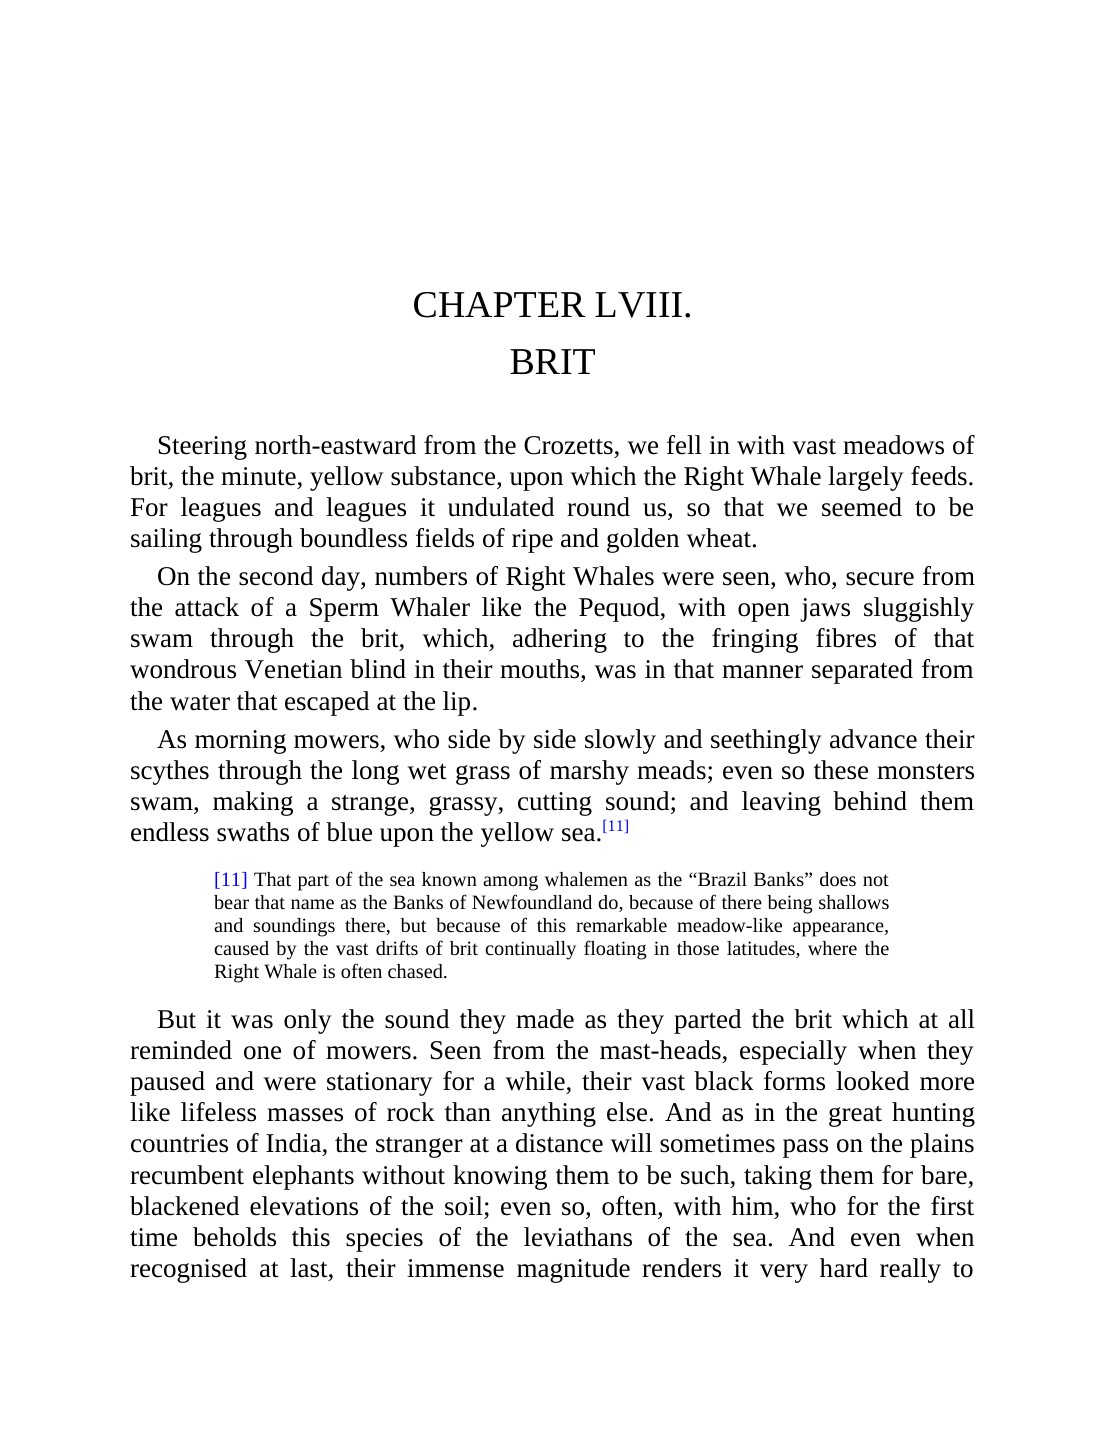 CHAPTER LVIII.
BRIT
Steering north-eastward from the Crozetts, we fell in with vast meadows of
brit, the minute, yellow substance, upon which the Right Whale largely feeds.
For leagues and leagues it undulated round us, so that we seemed to be
sailing through boundless fields of ripe and golden wheat.
On the second day, numbers of Right Whales were seen, who, secure from
the attack of a Sperm Whaler like the Pequod, with open jaws sluggishly
swam through the brit, which, adhering to the fringing fibres of that
wondrous Venetian blind in their mouths, was in that manner separated from
the water that escaped at the lip.
As morning mowers, who side by side slowly and seethingly advance their
scythes through the long wet grass of marshy meads; even so these monsters
swam, making a strange, grassy, cutting sound; and leaving behind them
endless swaths of blue upon the yellow sea.[11]
[11] That part of the sea known among whalemen as the “Brazil Banks” does not
bear that name as the Banks of Newfoundland do, because of there being shallows
and soundings there, but because of this remarkable meadow-like appearance,
caused by the vast drifts of brit continually floating in those latitudes, where the
Right Whale is often chased.
But it was only the sound they made as they parted the brit which at all
reminded one of mowers. Seen from the mast-heads, especially when they
paused and were stationary for a while, their vast black forms looked more
like lifeless masses of rock than anything else. And as in the great hunting
countries of India, the stranger at a distance will sometimes pass on the plains
recumbent elephants without knowing them to be such, taking them for bare,
blackened elevations of the soil; even so, often, with him, who for the first
time beholds this species of the leviathans of the sea. And even when
recognised at last, their immense magnitude renders it very hard really to